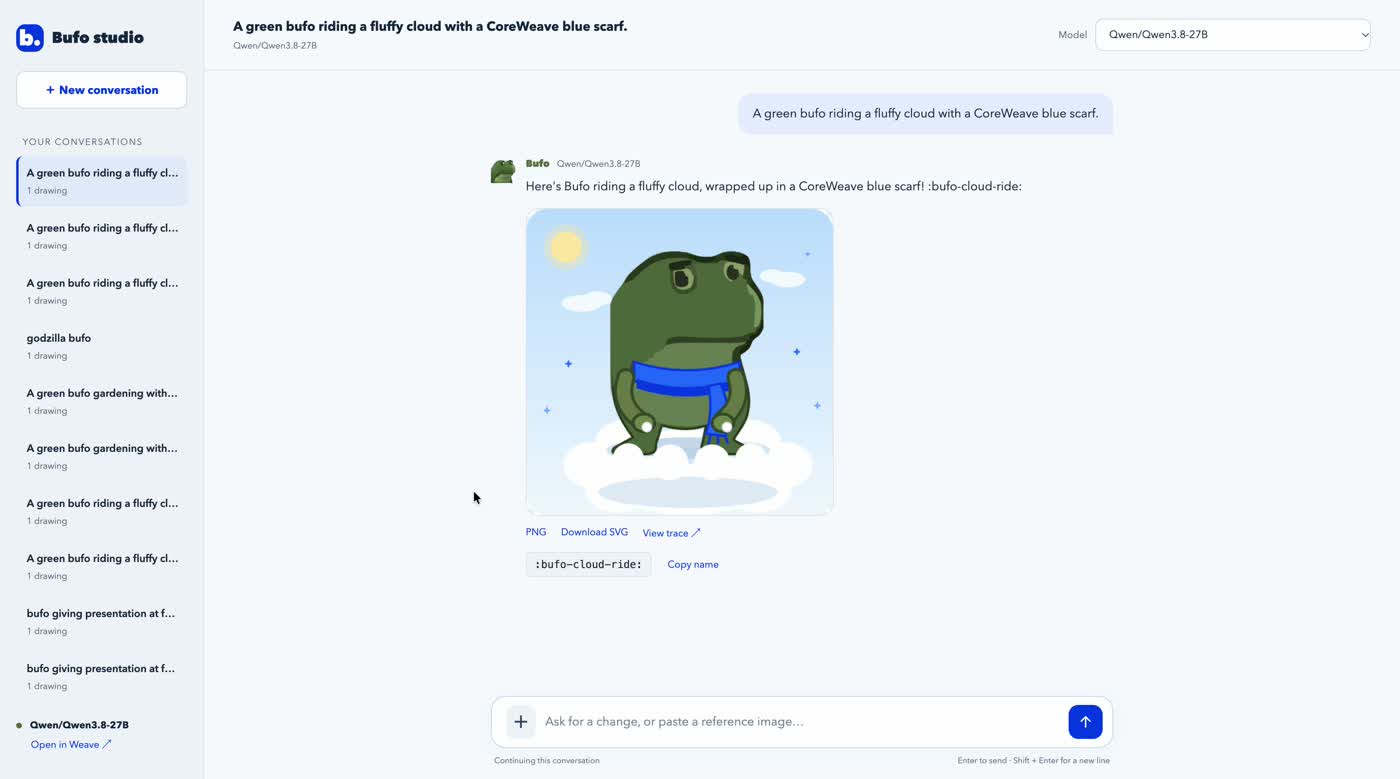 b. Bufo studio
+ New conversation
YOUR CONVERSATIONS
A green bufo riding a fluffy cl...
1 drawing
A green bufo riding a fluffy cl...
1 drawing
A green bufo riding a fluffy cl...
1 drawing
godzilla bufo
1 drawing
A green bufo gardening with...
1 drawing
A green bufo gardening with...
1 drawing
A green bufo riding a fluffy cl...
1 drawing
A green bufo riding a fluffy cl...
1 drawing
bufo giving presentation at f...
1 drawing
bufo giving presentation at f...
1 drawing
Qwen/Qwen3.8-27B
Open in Weave ↗
A green bufo riding a fluffy cloud with a CoreWeave blue scarf.
Qwen/Qwen3.8-27B
Model Qwen/Qwen3.8-27B
A green bufo riding a fluffy cloud with a CoreWeave blue scarf.
Bufo Qwen/Qwen3.8-27B
Here's Bufo riding a fluffy cloud, wrapped up in a CoreWeave blue scarf! :bufo-cloud-ride:
PNG Download SVG View trace ↗
:bufo-cloud-ride: Copy name
+ Ask for a change, or paste a reference image...
Continuing this conversation
Enter to send · Shift + Enter for a new line